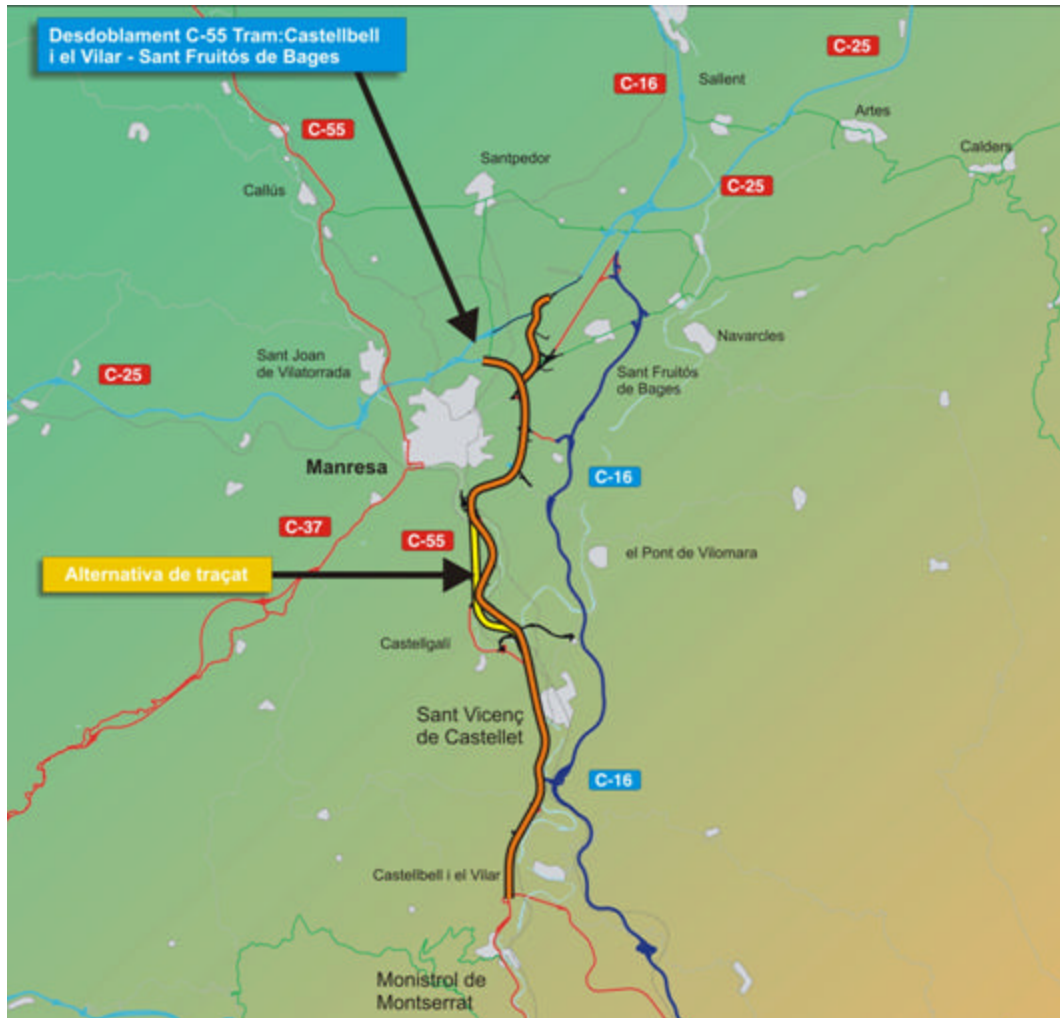 Desdoblament C-55 Tram:Castellbell
i el Vilar - Sant Fruitós de Bages
C-25
C-16
Sallent
Artes
C-55
Calders
Santpedor
Callús
C-25
Navarcles
Sant Joan
de Vilatorrada
C-25
Sant Fruitós
de Bages
Manresa
C-16
C-37
C-55
el Pont de Vilomara
Alternativa de traçat
Castellgalí
Sant Vicenç
de Castellet
C-16
Castellbell i el Vilar
Monistrol de
Montserrat